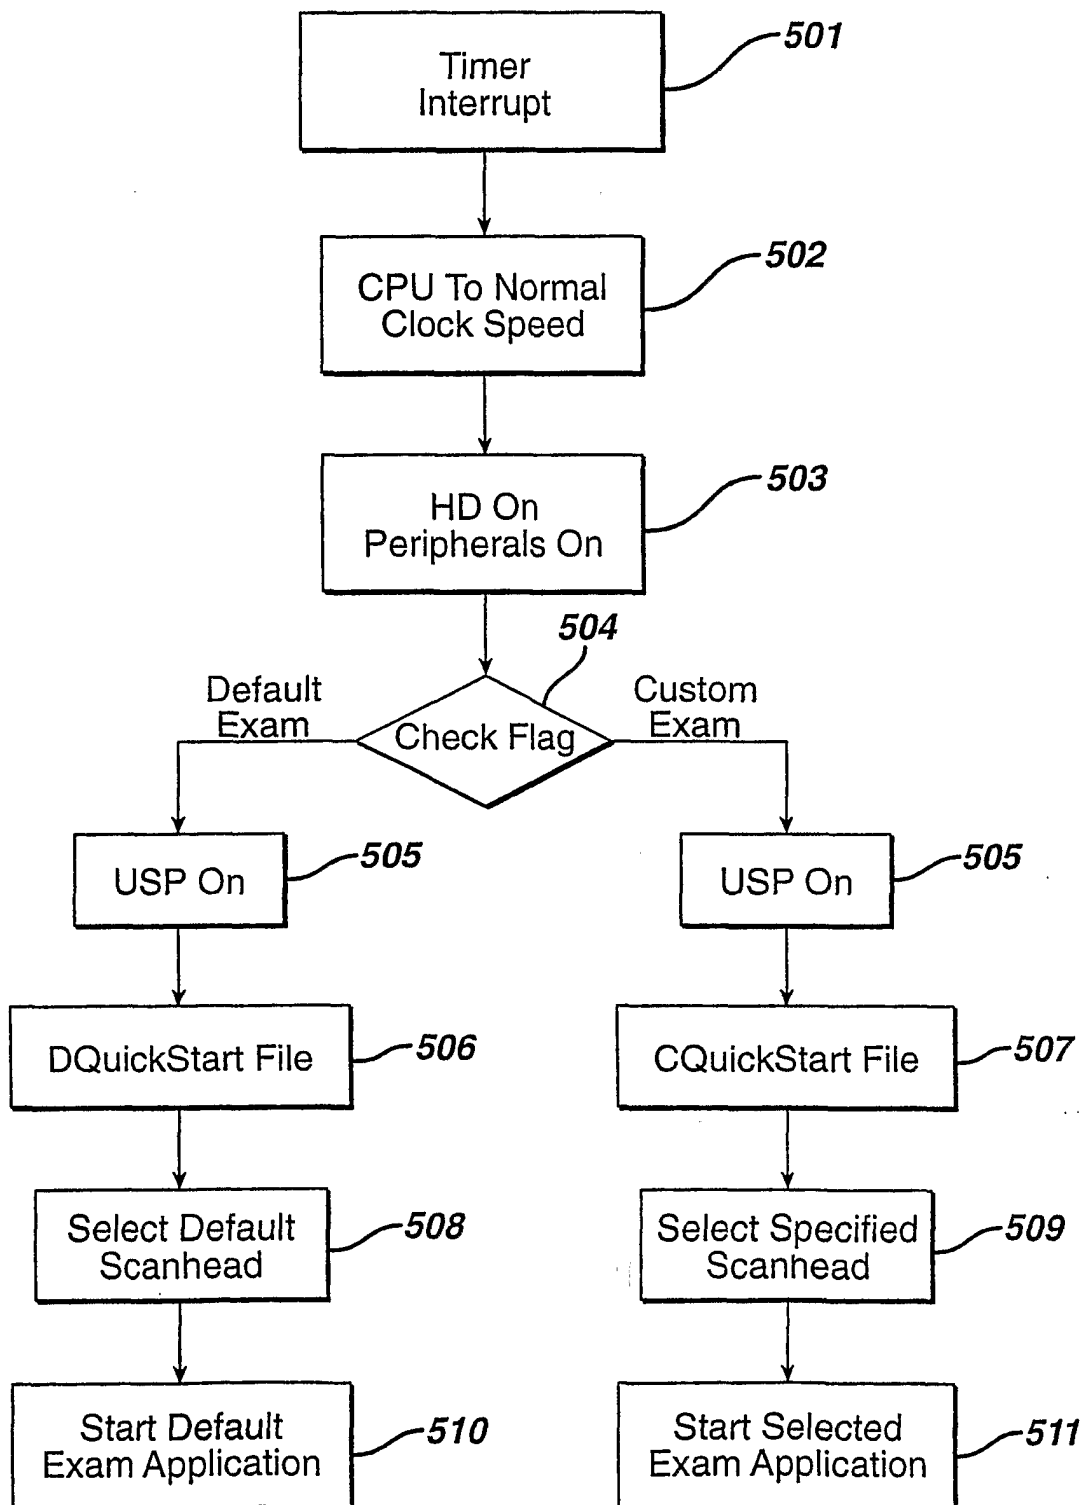 501
Timer
Interrupt
502
CPU To Normal
Clock Speed
503
HD On
Peripherals On
504
Default
Exam
Custom
Exam
Check Flag
USP On
505
USP On
505
DQuickStart File
506
CQuickStart File
507
Select Default
Scanhead
508
Select Specified
Scanhead
509
Start Default
Exam Application
510
Start Selected
Exam Application
511